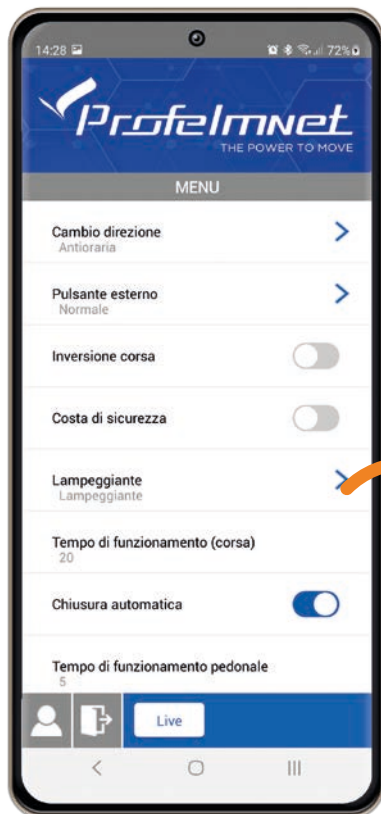 14:28 72%
Profelmnet
THE POWER TO MOVE
MENU
Cambio direzione
Antioraria
Pulsante esterno
Normale
Inversione corsa
Costa di sicurezza
Lampeggiante
Lampeggiante
Tempo di funzionamento (corsa)
20
Chiusura automatica
Tempo di funzionamento pedonale
5
Live